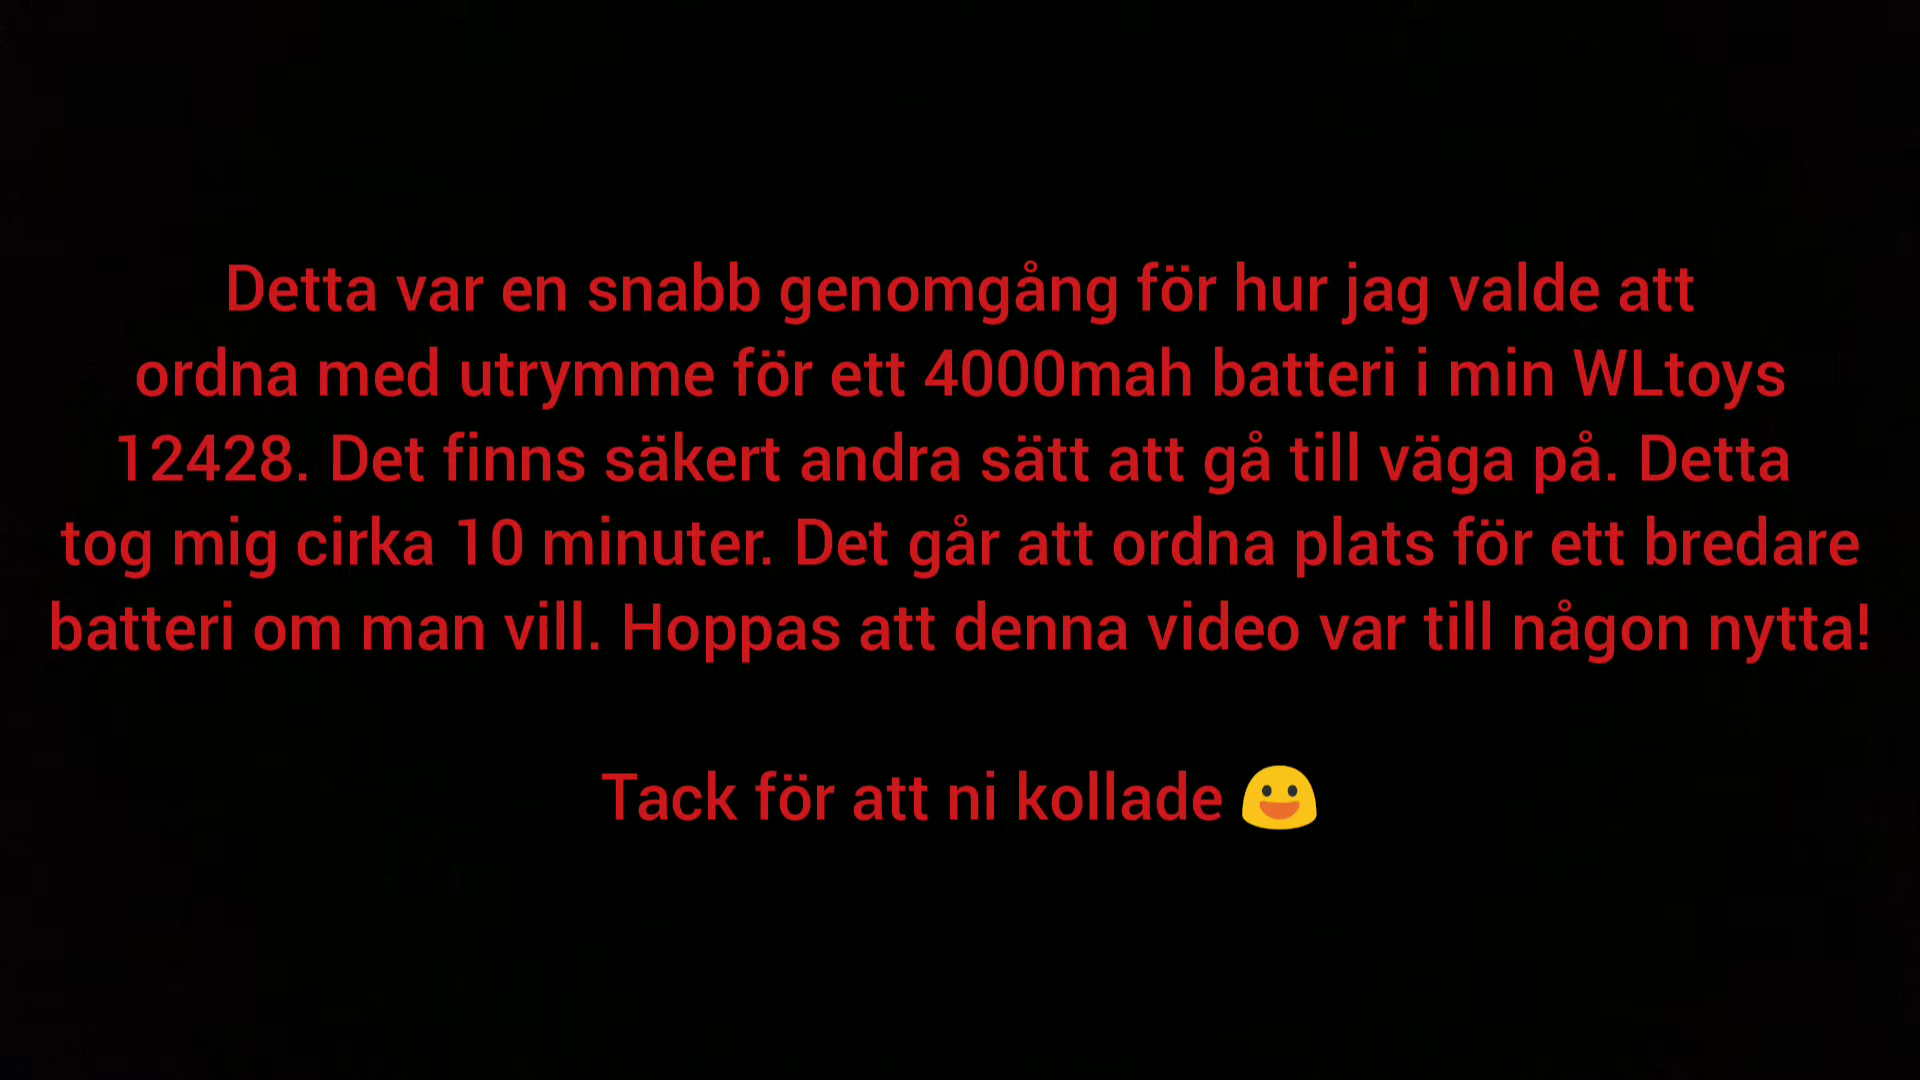 Detta var en snabb genomgång för hur jag valde att
ordna med utrymme för ett 4000mah batteri i min WLtoys
12428. Det finns säkert andra sätt att gå till väga på. Detta
tog mig cirka 10 minuter. Det går att ordna plats för ett bredare
batteri om man vill. Hoppas att denna video var till någon nytta!
Tack för att ni kollade 😃